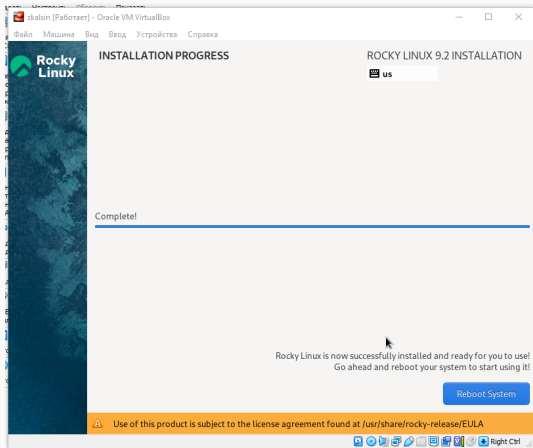 zkalsin [Работает] - Oracle VM VirtualBox
Файл Машина Вид Ввод Устройства Справка
Rocky
Linux
INSTALLATION PROGRESS
ROCKY LINUX 9.2 INSTALLATION
us
Complete!
Rocky Linux is now successfully installed and ready for you to use!
Go ahead and reboot your system to start using it!
Reboot System
Use of this product is subject to the license agreement found at /usr/share/rocky-release/EULA
Right Ctrl